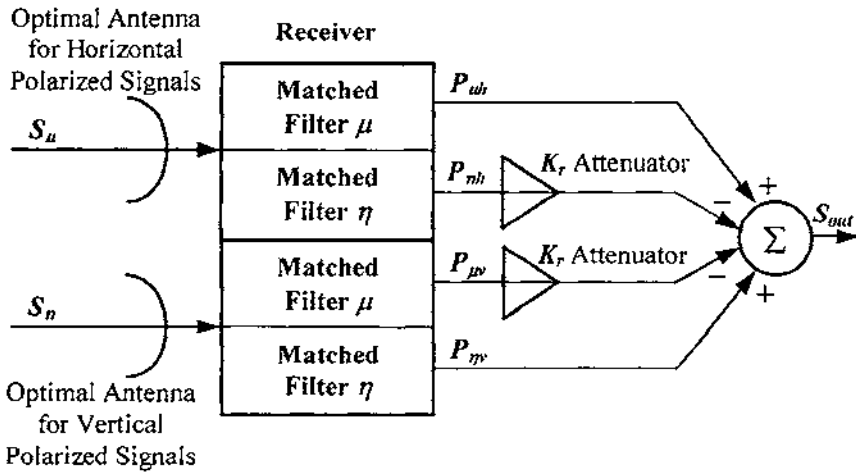 Optimal Antenna
for Horizontal
Polarized Signals
Receiver
Matched
Filter μ
Matched
Filter η
Matched
Filter μ
Matched
Filter η
S_μ
S_n
P_uh
P_nh
P_μv
P_ηv
K_r Attenuator
K_r Attenuator
+
−
−
+
Σ
S_out
Optimal Antenna
for Vertical
Polarized Signals